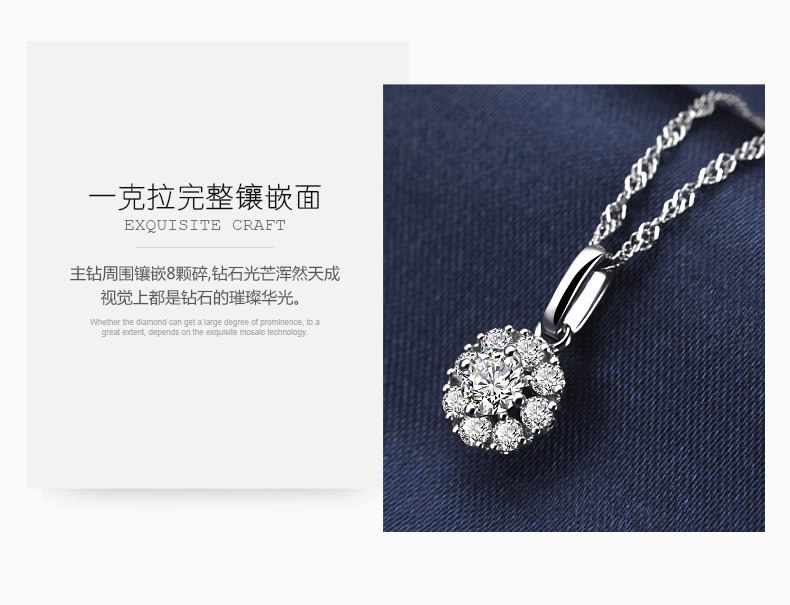 一克拉完整镶嵌面
EXQUISITE CRAFT
主钻周围镶嵌8颗碎,钻石光芒浑然天成
视觉上都是钻石的璀璨华光。
Whether the diamond can get a large degree of prominence, to a
great extent, depends on the exquisite mosaic technology.